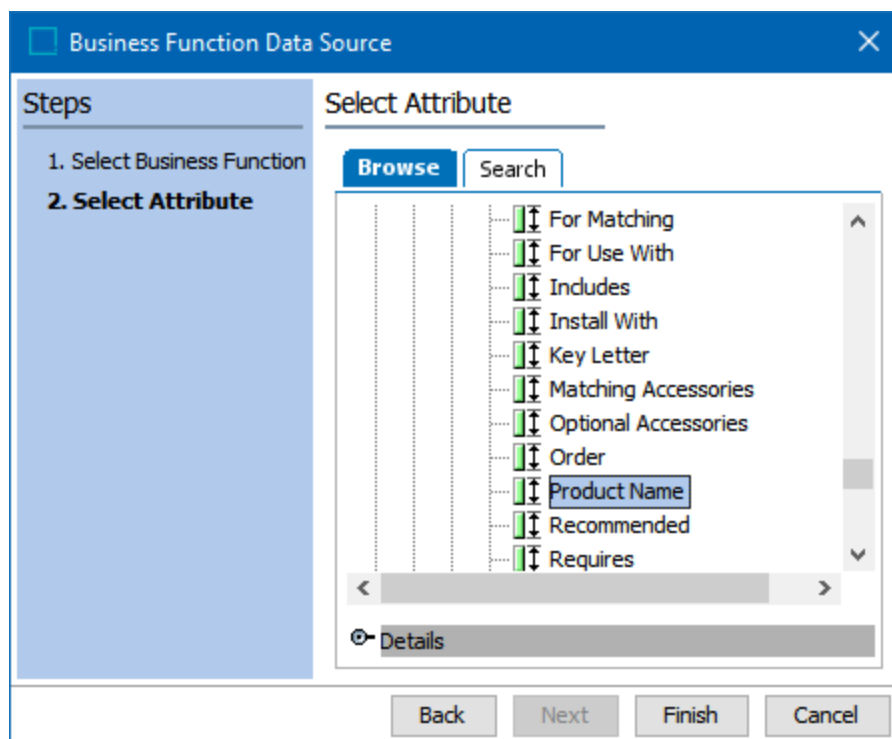 Business Function Data Source
Steps
1. Select Business Function
2. Select Attribute
Select Attribute
Browse
Search
For Matching
For Use With
Includes
Install With
Key Letter
Matching Accessories
Optional Accessories
Order
Product Name
Recommended
Requires
Details
Back
Next
Finish
Cancel